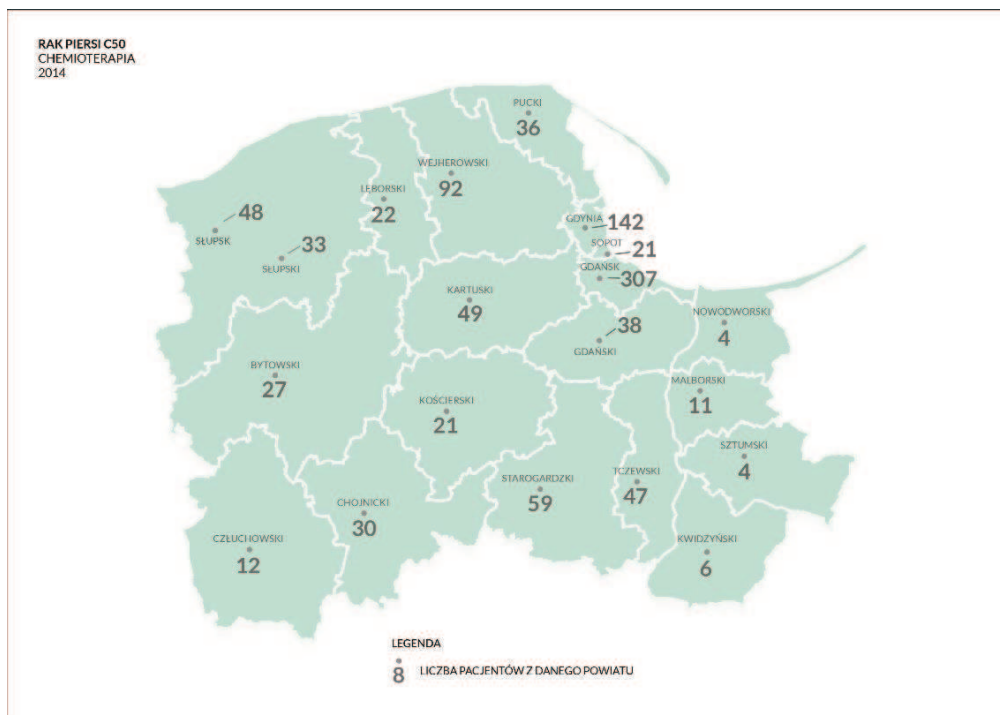 RAK PIERSI C50
CHEMIOTERAPIA
2014
PUCKI
36
WEJHEROWSKI
92
LĘBORSKI
22
48
SŁUPSK
33
SŁUPSKI
GDYNIA
142
SOPOT
21
GDAŃSK
307
KARTUSKI
49
38
GDAŃSKI
NOWODWORSKI
4
BYTOWSKI
27
MALBORSKI
11
KOŚCIERSKI
21
SZTUMSKI
4
STAROGARDZKI
59
TCZEWSKI
47
CHOJNICKI
30
KWIDZYŃSKI
6
CZŁUCHOWSKI
12
LEGENDA
8 LICZBA PACJENTÓW Z DANEGO POWIATU